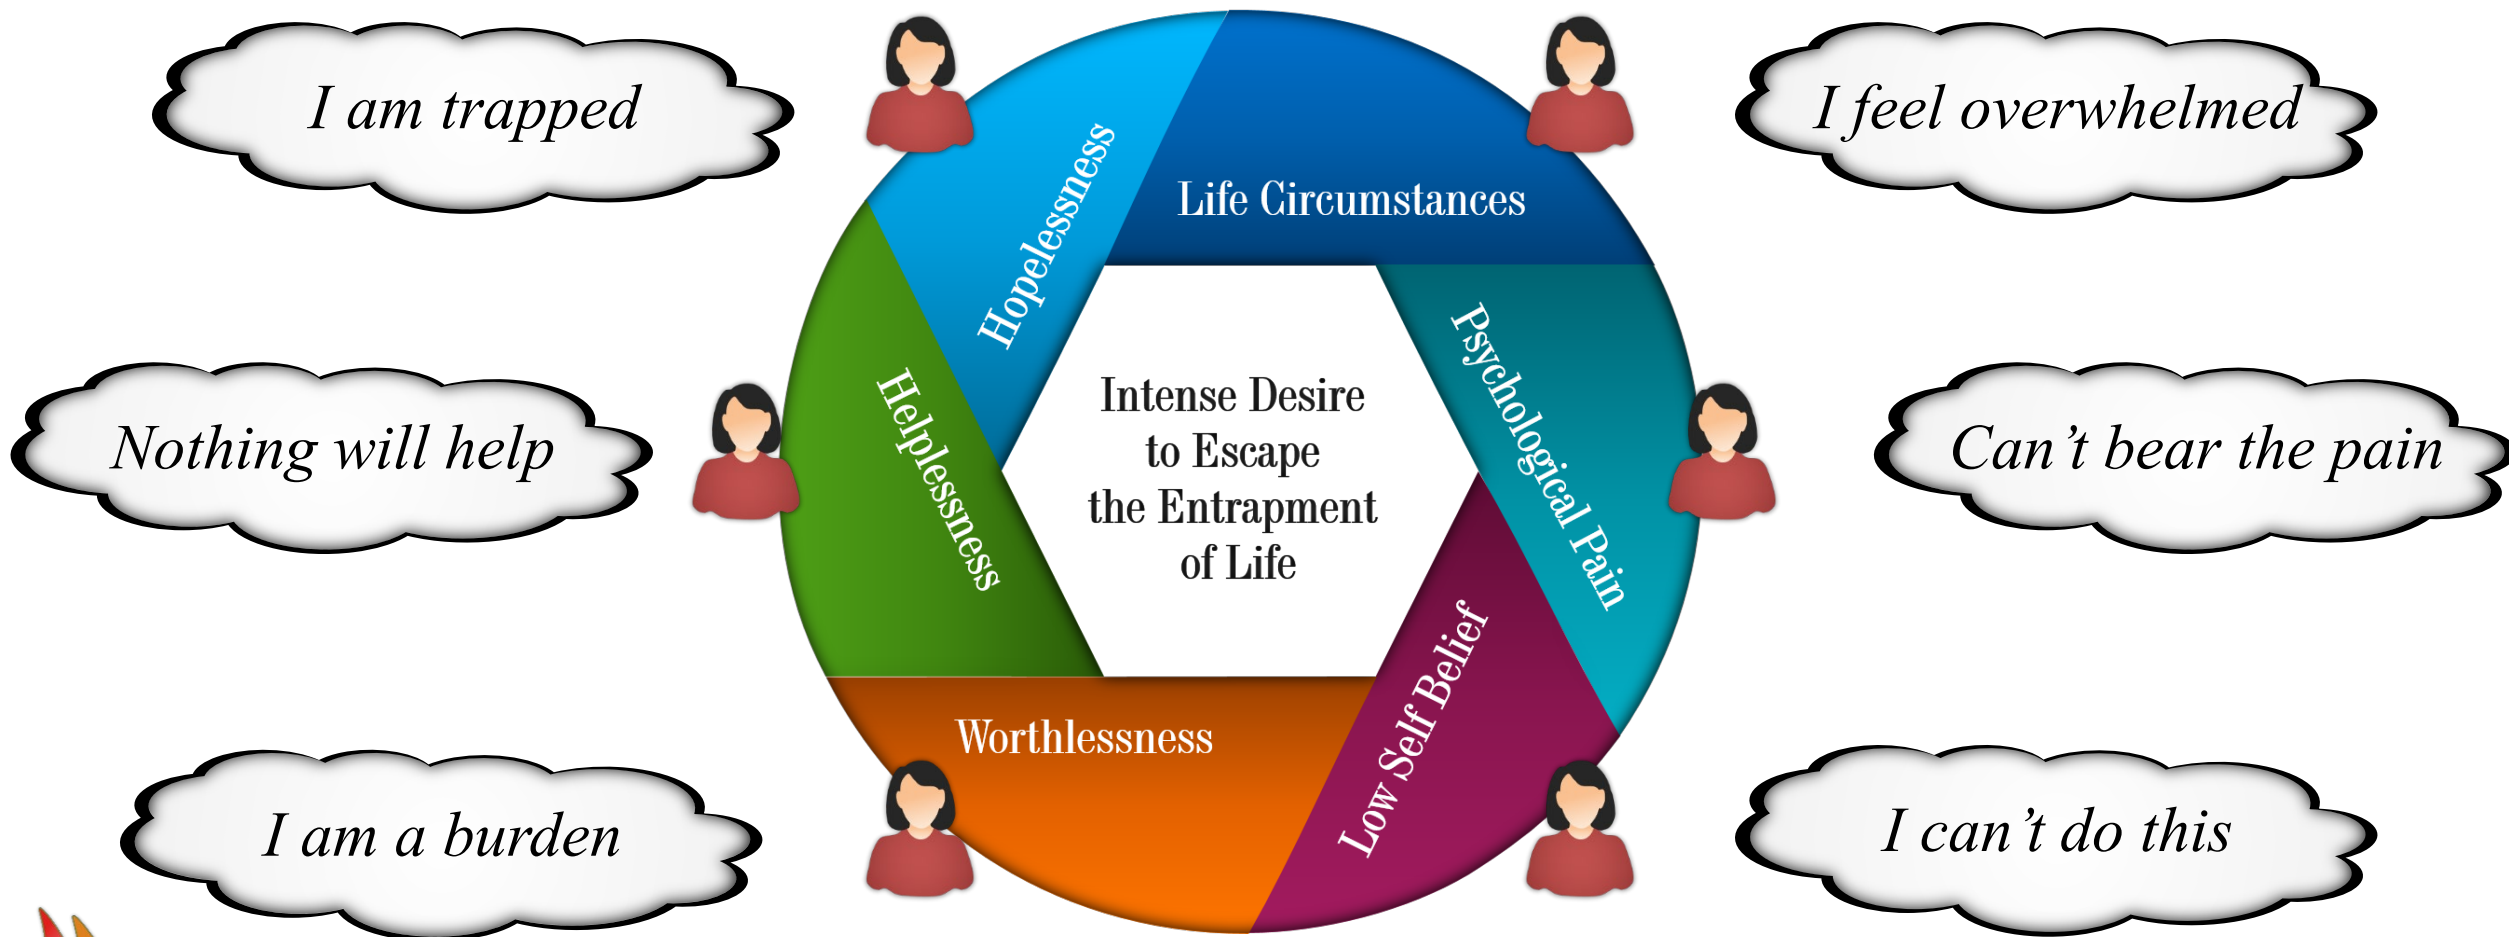 I am trapped
I feel overwhelmed
Hopelessness
Life Circumstances
Nothing will help
Helplessness
Intense Desire
to Escape
the Entrapment
of Life
Psychological Pain
Can’t bear the pain
I am a burden
Worthlessness
Low Self Belief
I can’t do this